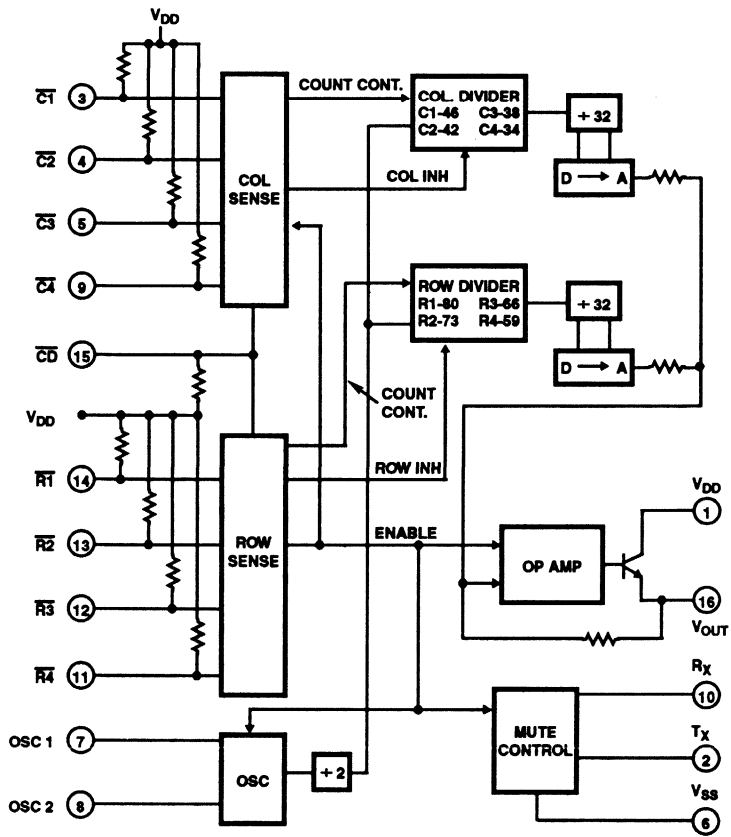 VDD
C1 3
COUNT CONT.
COL. DIVIDER
C1-46 C3-38
C2-42 C4-34
÷ 32
C2 4
COL
SENSE
COL INH
D → A
C3 5
C4 9
ROW DIVIDER
R1-80 R3-66
R2-73 R4-59
÷ 32
CD 15
D → A
COUNT
CONT.
VDD
R1 14
ROW INH
VDD
1
R2 13
ROW
SENSE
ENABLE
OP AMP
R3 12
16
VOUT
R4 11
RX
10
OSC 1 7
OSC
÷ 2
MUTE
CONTROL
TX
2
OSC 2 8
VSS
6